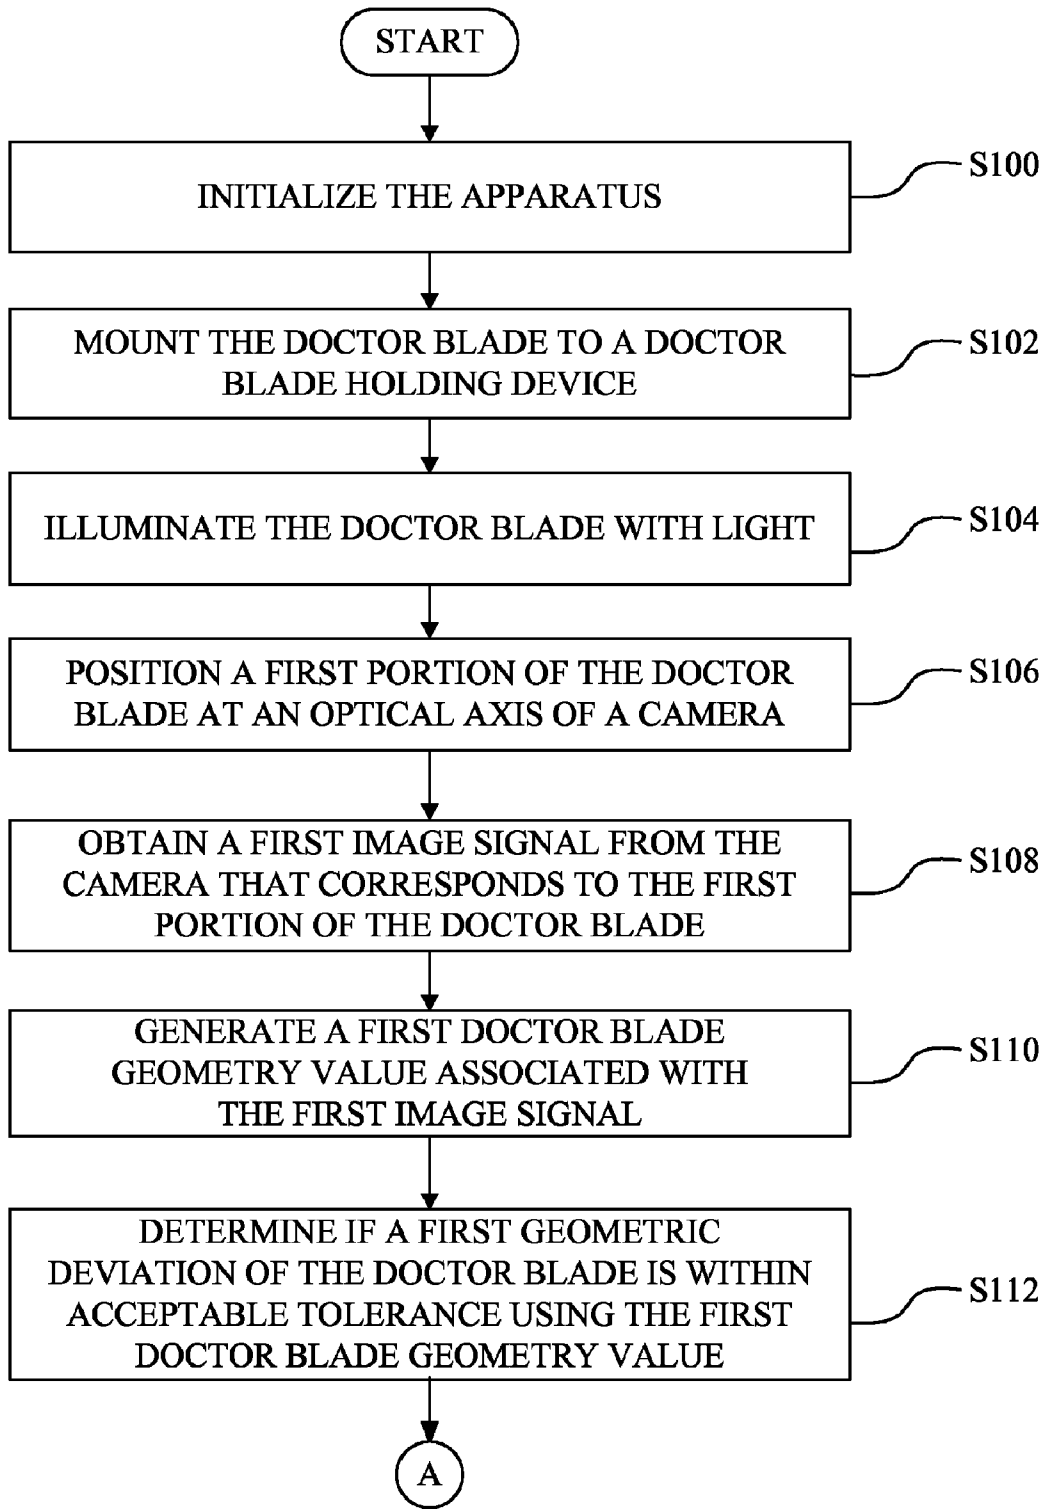 START
INITIALIZE THE APPARATUS
S100
MOUNT THE DOCTOR BLADE TO A DOCTOR
BLADE HOLDING DEVICE
S102
ILLUMINATE THE DOCTOR BLADE WITH LIGHT
S104
POSITION A FIRST PORTION OF THE DOCTOR
BLADE AT AN OPTICAL AXIS OF A CAMERA
S106
OBTAIN A FIRST IMAGE SIGNAL FROM THE
CAMERA THAT CORRESPONDS TO THE FIRST
PORTION OF THE DOCTOR BLADE
S108
GENERATE A FIRST DOCTOR BLADE
GEOMETRY VALUE ASSOCIATED WITH
THE FIRST IMAGE SIGNAL
S110
DETERMINE IF A FIRST GEOMETRIC
DEVIATION OF THE DOCTOR BLADE IS WITHIN
ACCEPTABLE TOLERANCE USING THE FIRST
DOCTOR BLADE GEOMETRY VALUE
S112
A